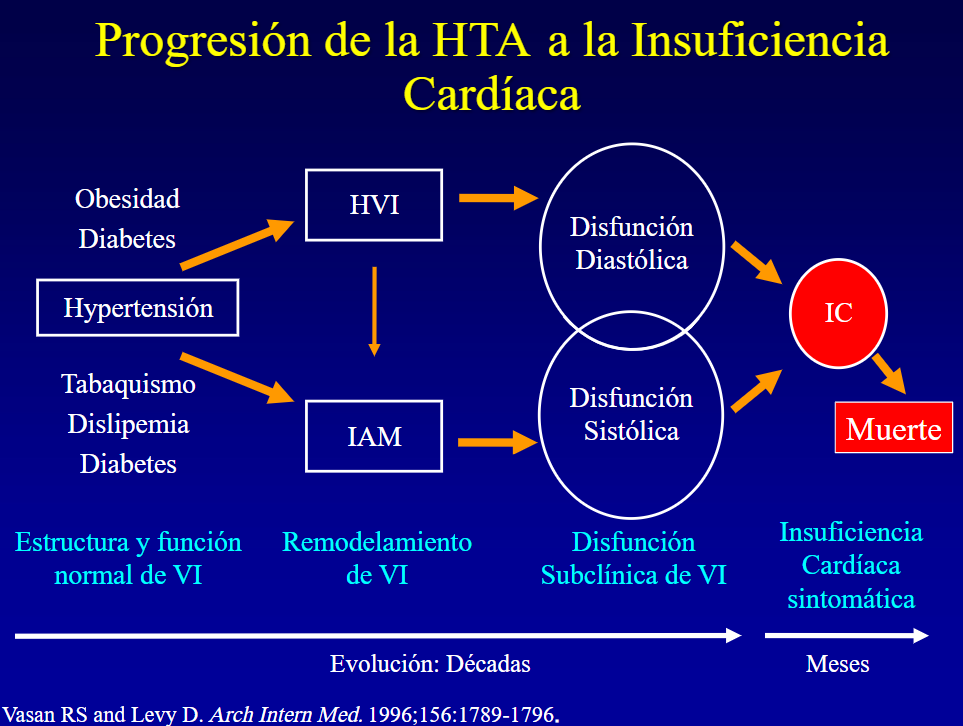 Progresión de la HTA a la Insuficiencia
Cardíaca
Obesidad
Diabetes
Hypertensión
Tabaquismo
Dislipemia
Diabetes
HVI
IAM
Disfunción
Diastólica
Disfunción
Sistólica
IC
Muerte
Estructura y función
normal de VI
Remodelamiento
de VI
Disfunción
Subclínica de VI
Insuficiencia
Cardíaca
sintomática
Evolución: Décadas
Meses
Vasan RS and Levy D. Arch Intern Med. 1996;156:1789-1796.